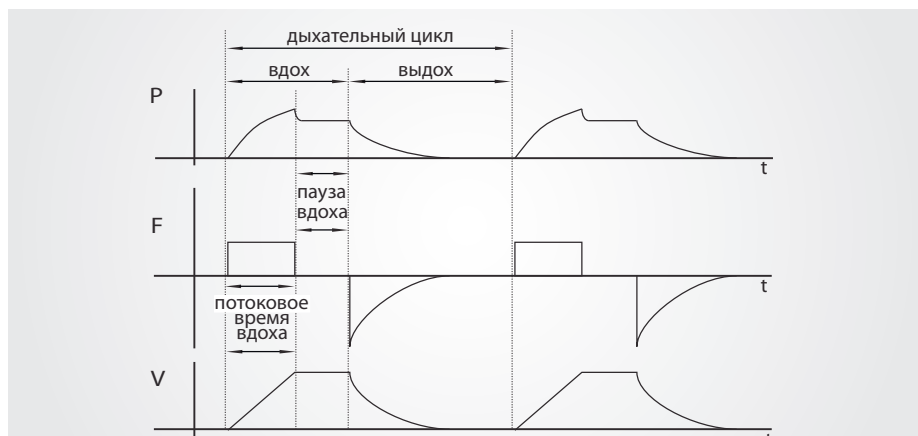 дыхательный цикл
вдох
выдох
P
t
пауза
вдоха
F
t
потоковое
время
вдоха
V
t